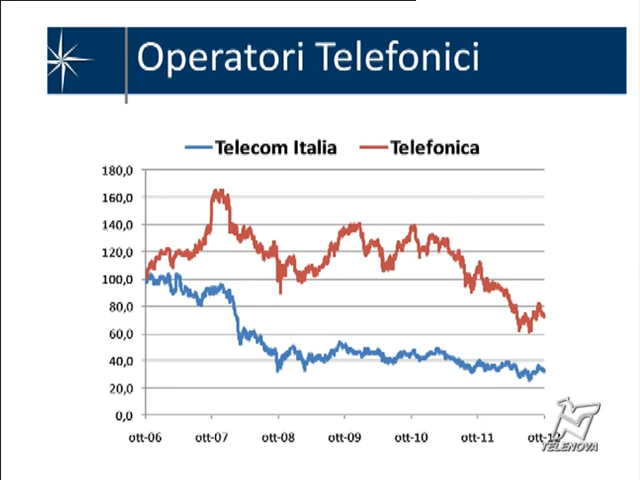 Operatori Telefonici
Telecom Italia Telefonica
180,0
160,0
140,0
120,0
100,0
80,0
60,0
40,0
20,0
0,0
ott-06 ott-07 ott-08 ott-09 ott-10 ott-11 ott-12
TELENOVA